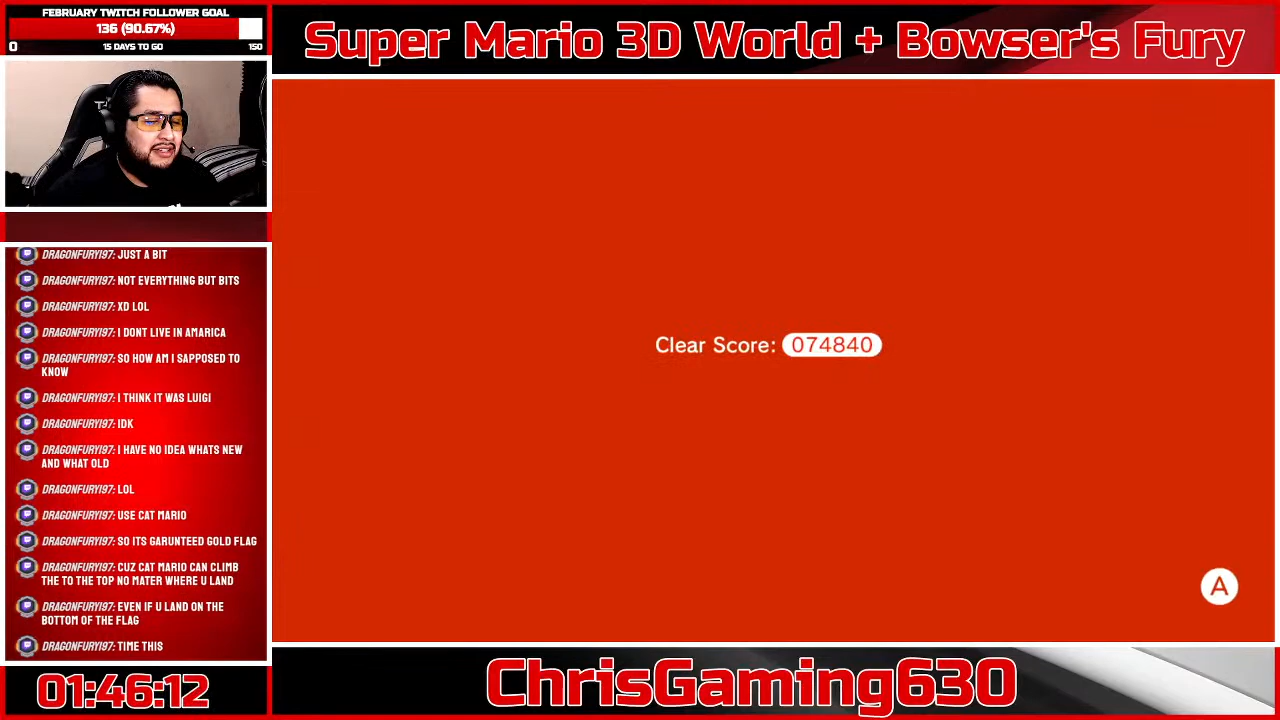 FEBRUARY TWITCH FOLLOWER GOAL
136 (90.67%)
0 15 DAYS TO GO 150
Super Mario 3D World + Bowser's Fury
DRAGONFURY197: JUST A BIT
DRAGONFURY197: NOT EVERYTHING BUT BITS
DRAGONFURY197: XD LOL
DRAGONFURY197: I DONT LIVE IN AMARICA
DRAGONFURY197: SO HOW AM I SAPPOSED TO
KNOW
DRAGONFURY197: I THINK IT WAS LUIGI
DRAGONFURY197: IDK
DRAGONFURY197: I HAVE NO IDEA WHATS NEW
AND WHAT OLD
DRAGONFURY197: LOL
DRAGONFURY197: USE CAT MARIO
DRAGONFURY197: SO ITS GARUNTEED GOLD FLAG
DRAGONFURY197: CUZ CAT MARIO CAN CLIMB
THE TO THE TOP NO MATER WHERE U LAND
DRAGONFURY197: EVEN IF U LAND ON THE
BOTTOM OF THE FLAG
DRAGONFURY197: TIME THIS
Clear Score: 074840
A
01:46:12
ChrisGaming630